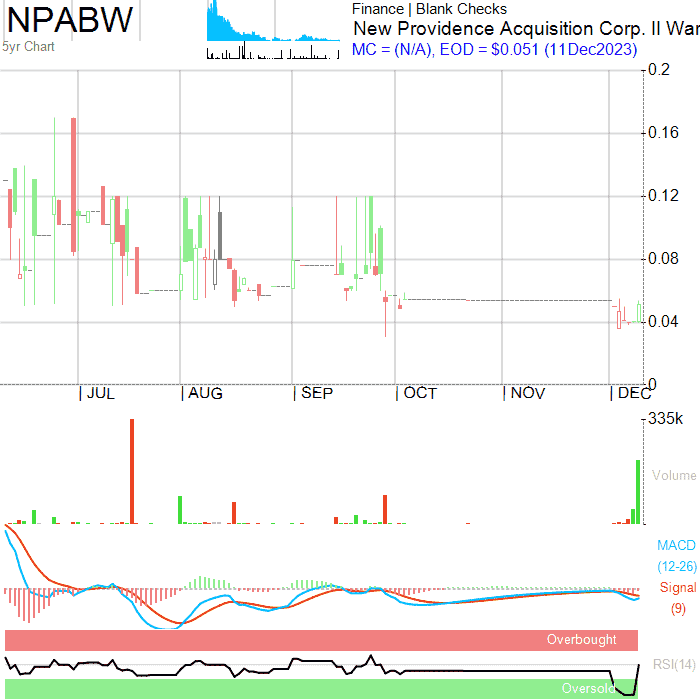 NPABW
5yr Chart
Finance | Blank Checks
New Providence Acquisition Corp. II War
MC = (N/A), EOD = $0.051 (11Dec2023)
0.2
0.16
0.12
0.08
0.04
0
JUL AUG SEP OCT NOV DEC
335k
Volume
MACD
(12-26)
Signal
(9)
Overbought
RSI(14)
Oversold